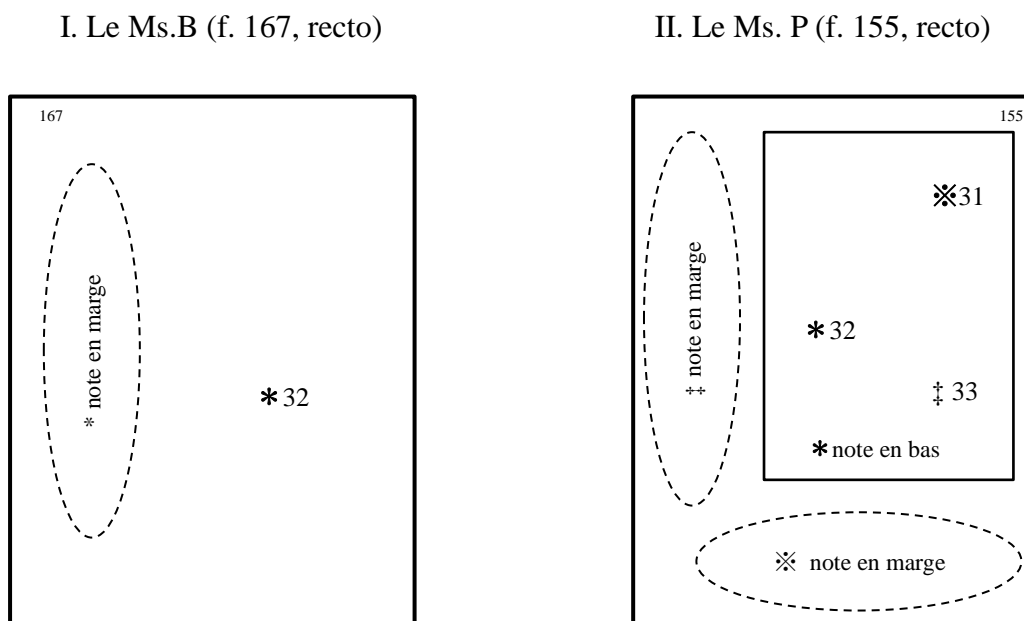 I. Le Ms.B (f. 167, recto)
167
* note en marge
* 32
II. Le Ms. P (f. 155, recto)
155
※ 31
‡ note en marge
* 32
‡ 33
* note en bas
※ note en marge